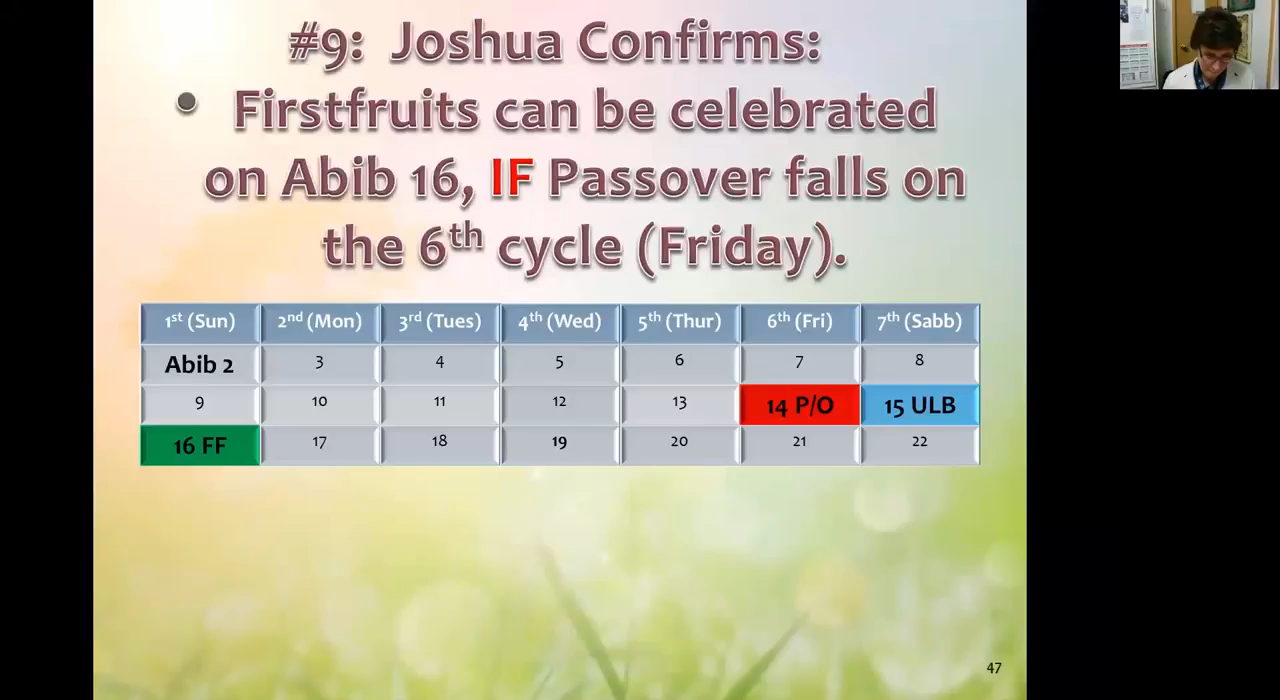 #9: Joshua Confirms:
• Firstfruits can be celebrated
on Abib 16, IF Passover falls on
the 6th cycle (Friday).
1st (Sun) 2nd (Mon) 3rd (Tues) 4th (Wed) 5th (Thur) 6th (Fri) 7th (Sabb)
Abib 2 3 4 5 6 7 8
9 10 11 12 13 14 P/O 15 ULB
16 FF 17 18 19 20 21 22
47